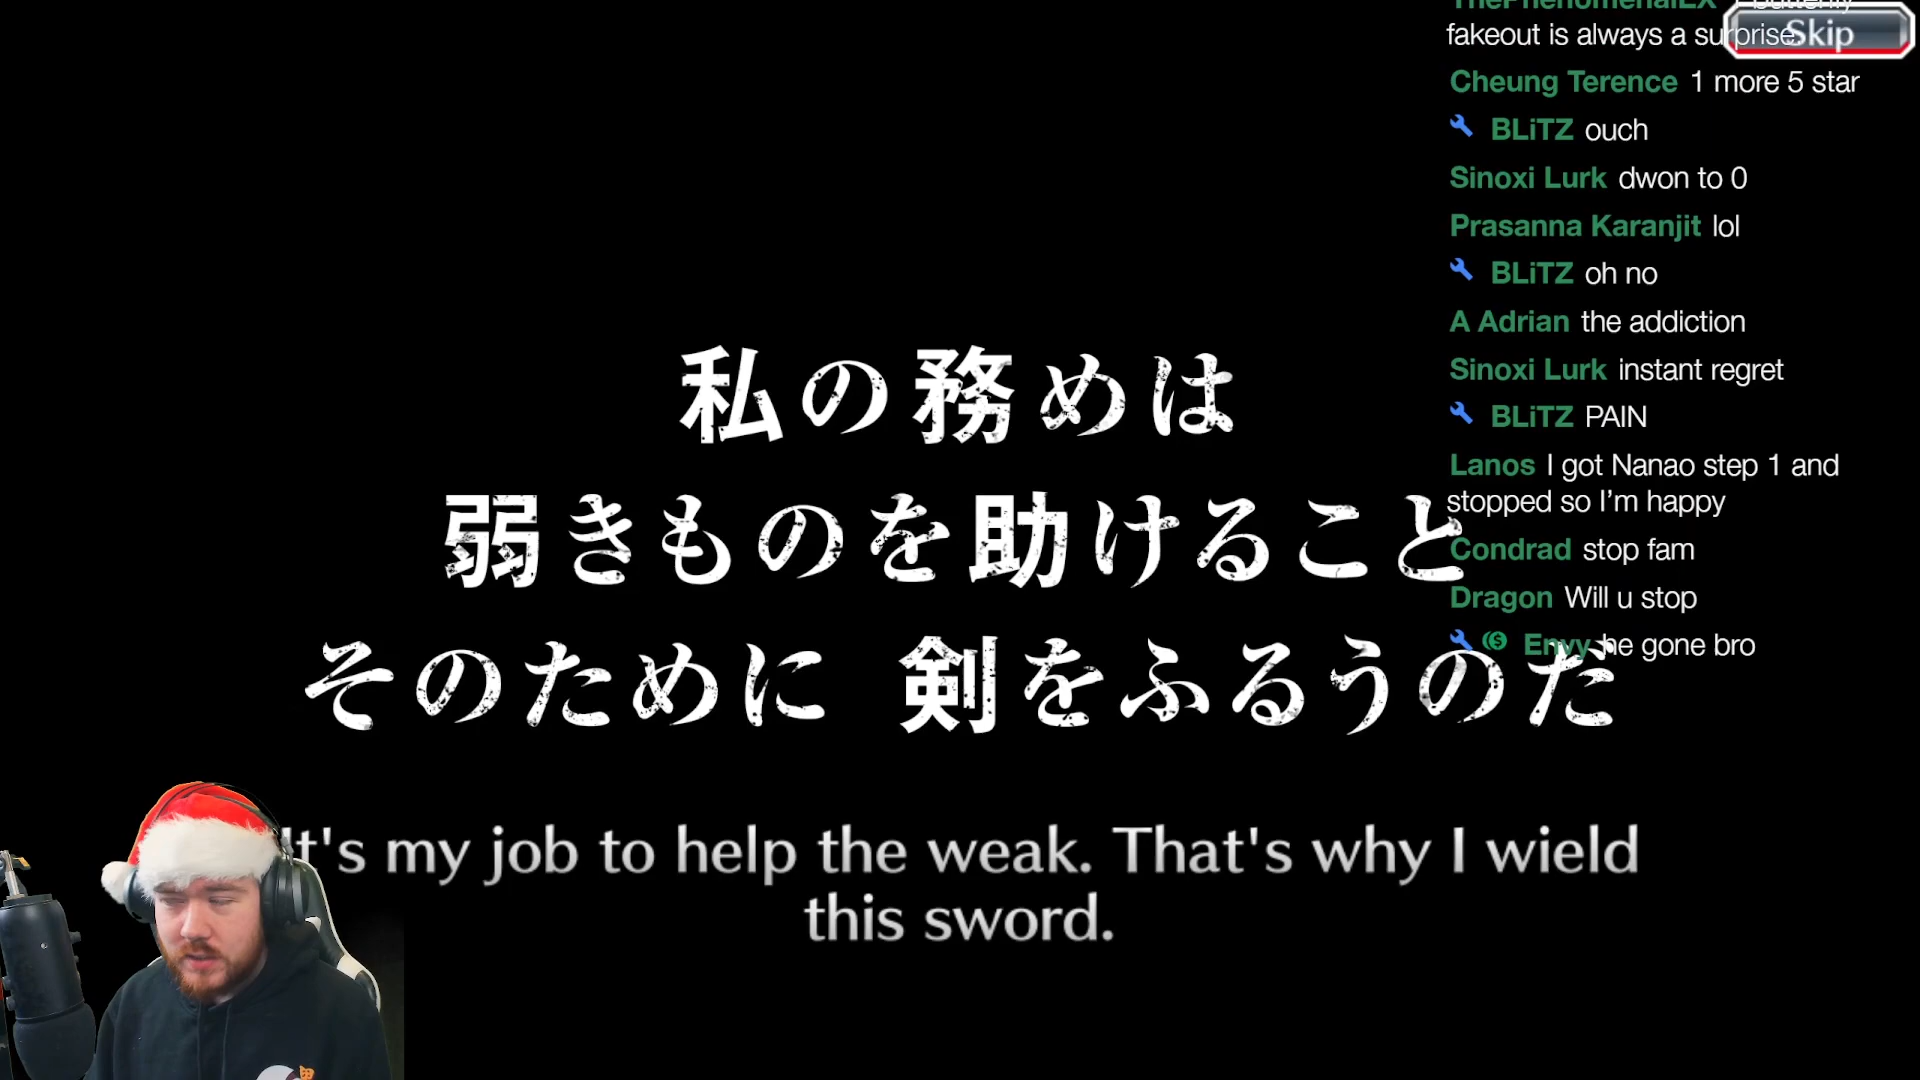 fakeout is always a surprise.
Skip
Cheung Terence 1 more 5 star
BLiTZ ouch
Sinoxi Lurk dwon to 0
Prasanna Karanjit lol
BLiTZ oh no
A Adrian the addiction
Sinoxi Lurk instant regret
BLiTZ PAIN
Lanos I got Nanao step 1 and
stopped so I'm happy
Condrad stop fam
Dragon Will u stop
Envy he gone bro
私の務めは
弱きものを助けること
そのために 剣をふるうのだ
It's my job to help the weak. That's why I wield
this sword.